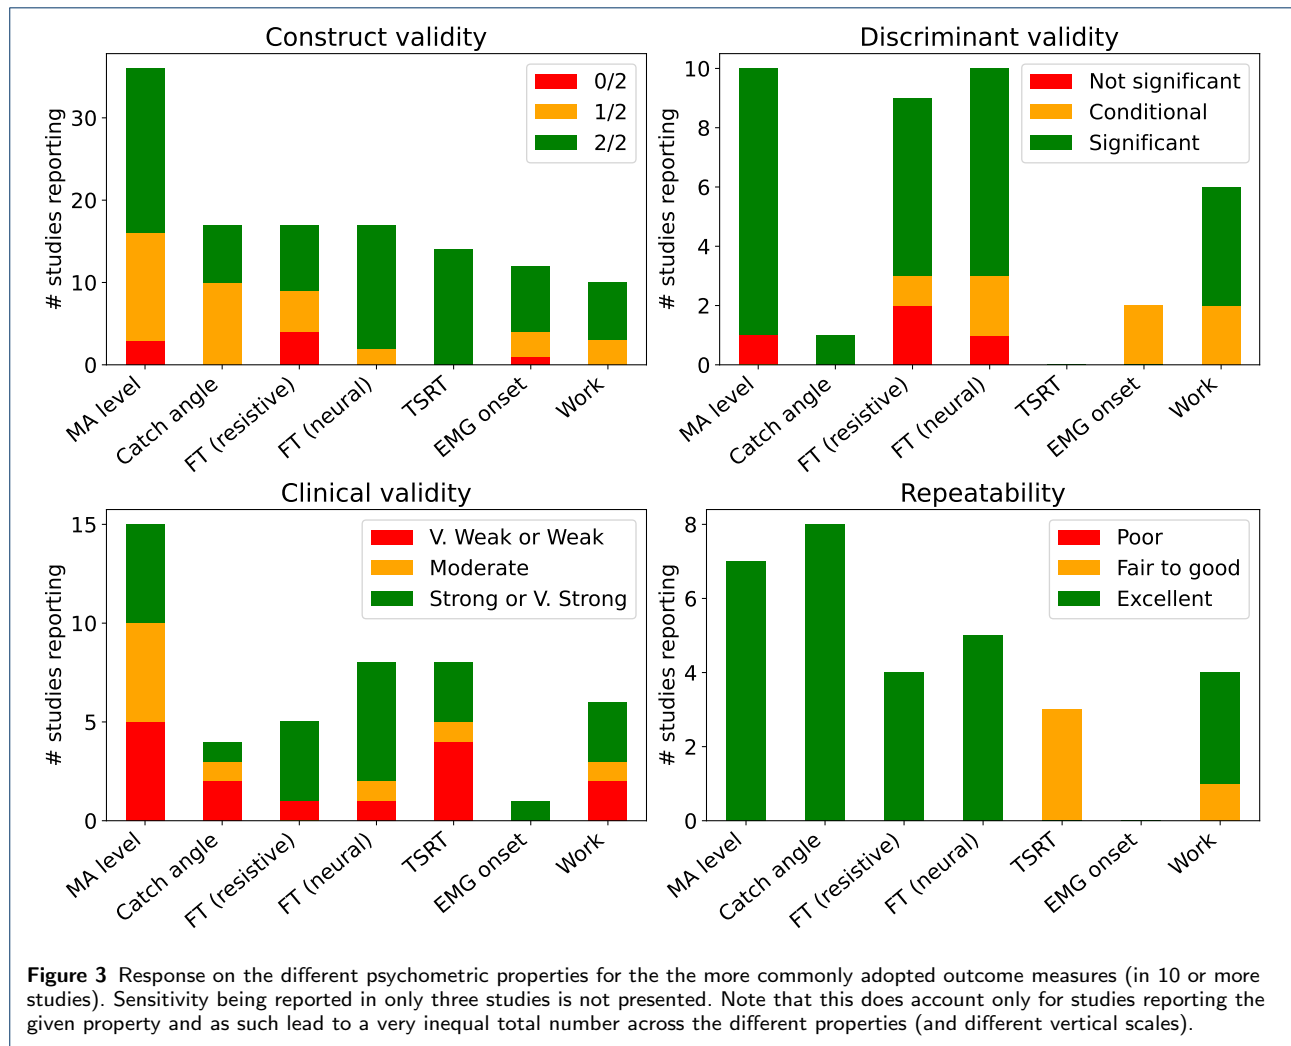 Construct validity
# studies reporting
30
20
10
0
0/2
1/2
2/2
MA level
Catch angle
FT (resistive)
FT (neural)
TSRT
EMG onset
Work
Discriminant validity
# studies reporting
10
8
6
4
2
0
Not significant
Conditional
Significant
MA level
Catch angle
FT (resistive)
FT (neural)
TSRT
EMG onset
Work
Clinical validity
# studies reporting
15
10
5
0
V. Weak or Weak
Moderate
Strong or V. Strong
MA level
Catch angle
FT (resistive)
FT (neural)
TSRT
EMG onset
Work
Repeatability
# studies reporting
8
6
4
2
0
Poor
Fair to good
Excellent
MA level
Catch angle
FT (resistive)
FT (neural)
TSRT
EMG onset
Work
Figure 3 Response on the different psychometric properties for the the more commonly adopted outcome measures (in 10 or more
studies). Sensitivity being reported in only three studies is not presented. Note that this does account only for studies reporting the
given property and as such lead to a very inequal total number across the different properties (and different vertical scales).